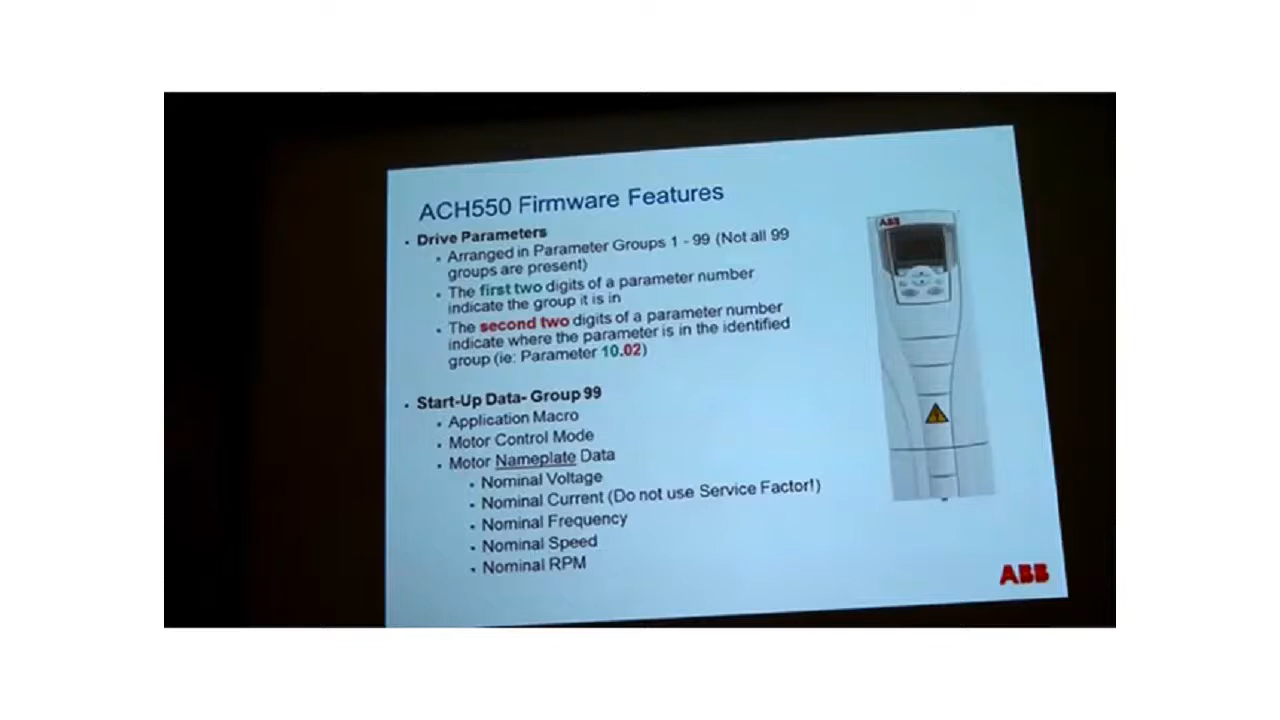 ACH550 Firmware Features
• Drive Parameters
• Arranged in Parameter Groups 1 - 99 (Not all 99
groups are present)
• The first two digits of a parameter number
indicate the group it is in
• The second two digits of a parameter number
indicate where the parameter is in the identified
group (ie: Parameter 10.02)
• Start-Up Data- Group 99
• Application Macro
• Motor Control Mode
• Motor Nameplate Data
• Nominal Voltage
• Nominal Current (Do not use Service Factor!)
• Nominal Frequency
• Nominal Speed
• Nominal RPM
ABB
ABB